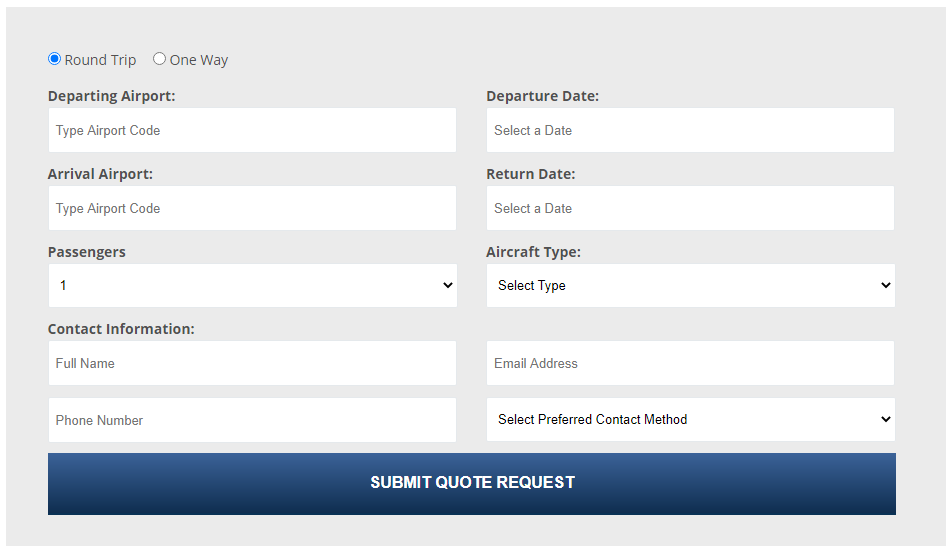 Round Trip One Way
Departing Airport: Departure Date:
Type Airport Code Select a Date
Arrival Airport: Return Date:
Type Airport Code Select a Date
Passengers Aircraft Type:
1 Select Type
Contact Information:
Full Name Email Address
Phone Number Select Preferred Contact Method
SUBMIT QUOTE REQUEST